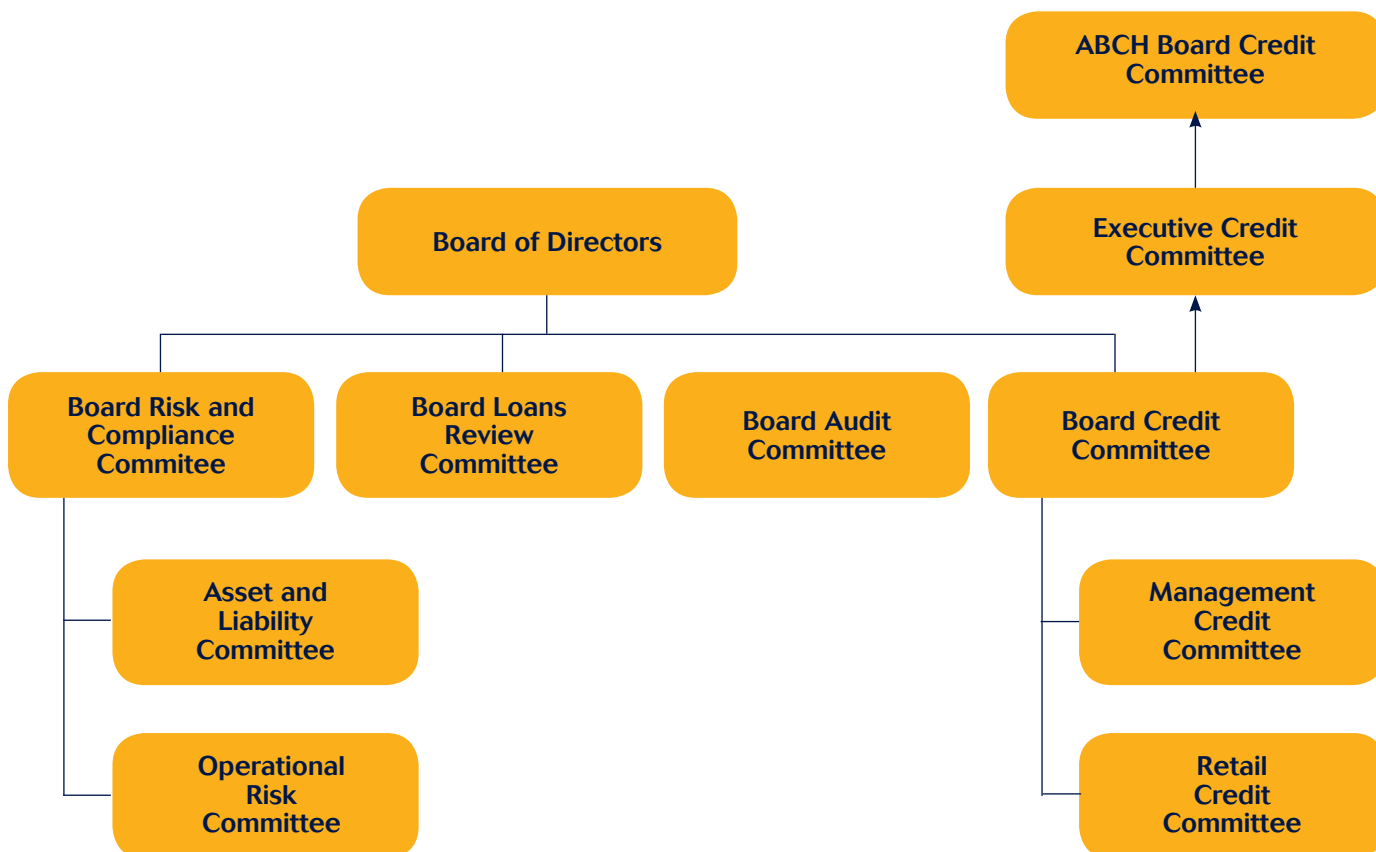 ABCH Board Credit
Committee
Board of Directors
Executive Credit
Committee
Board Risk and
Compliance
Commitee
Board Loans
Review
Committee
Board Audit
Committee
Board Credit
Committee
Asset and
Liability
Committee
Management
Credit
Committee
Operational
Risk
Committee
Retail
Credit
Committee